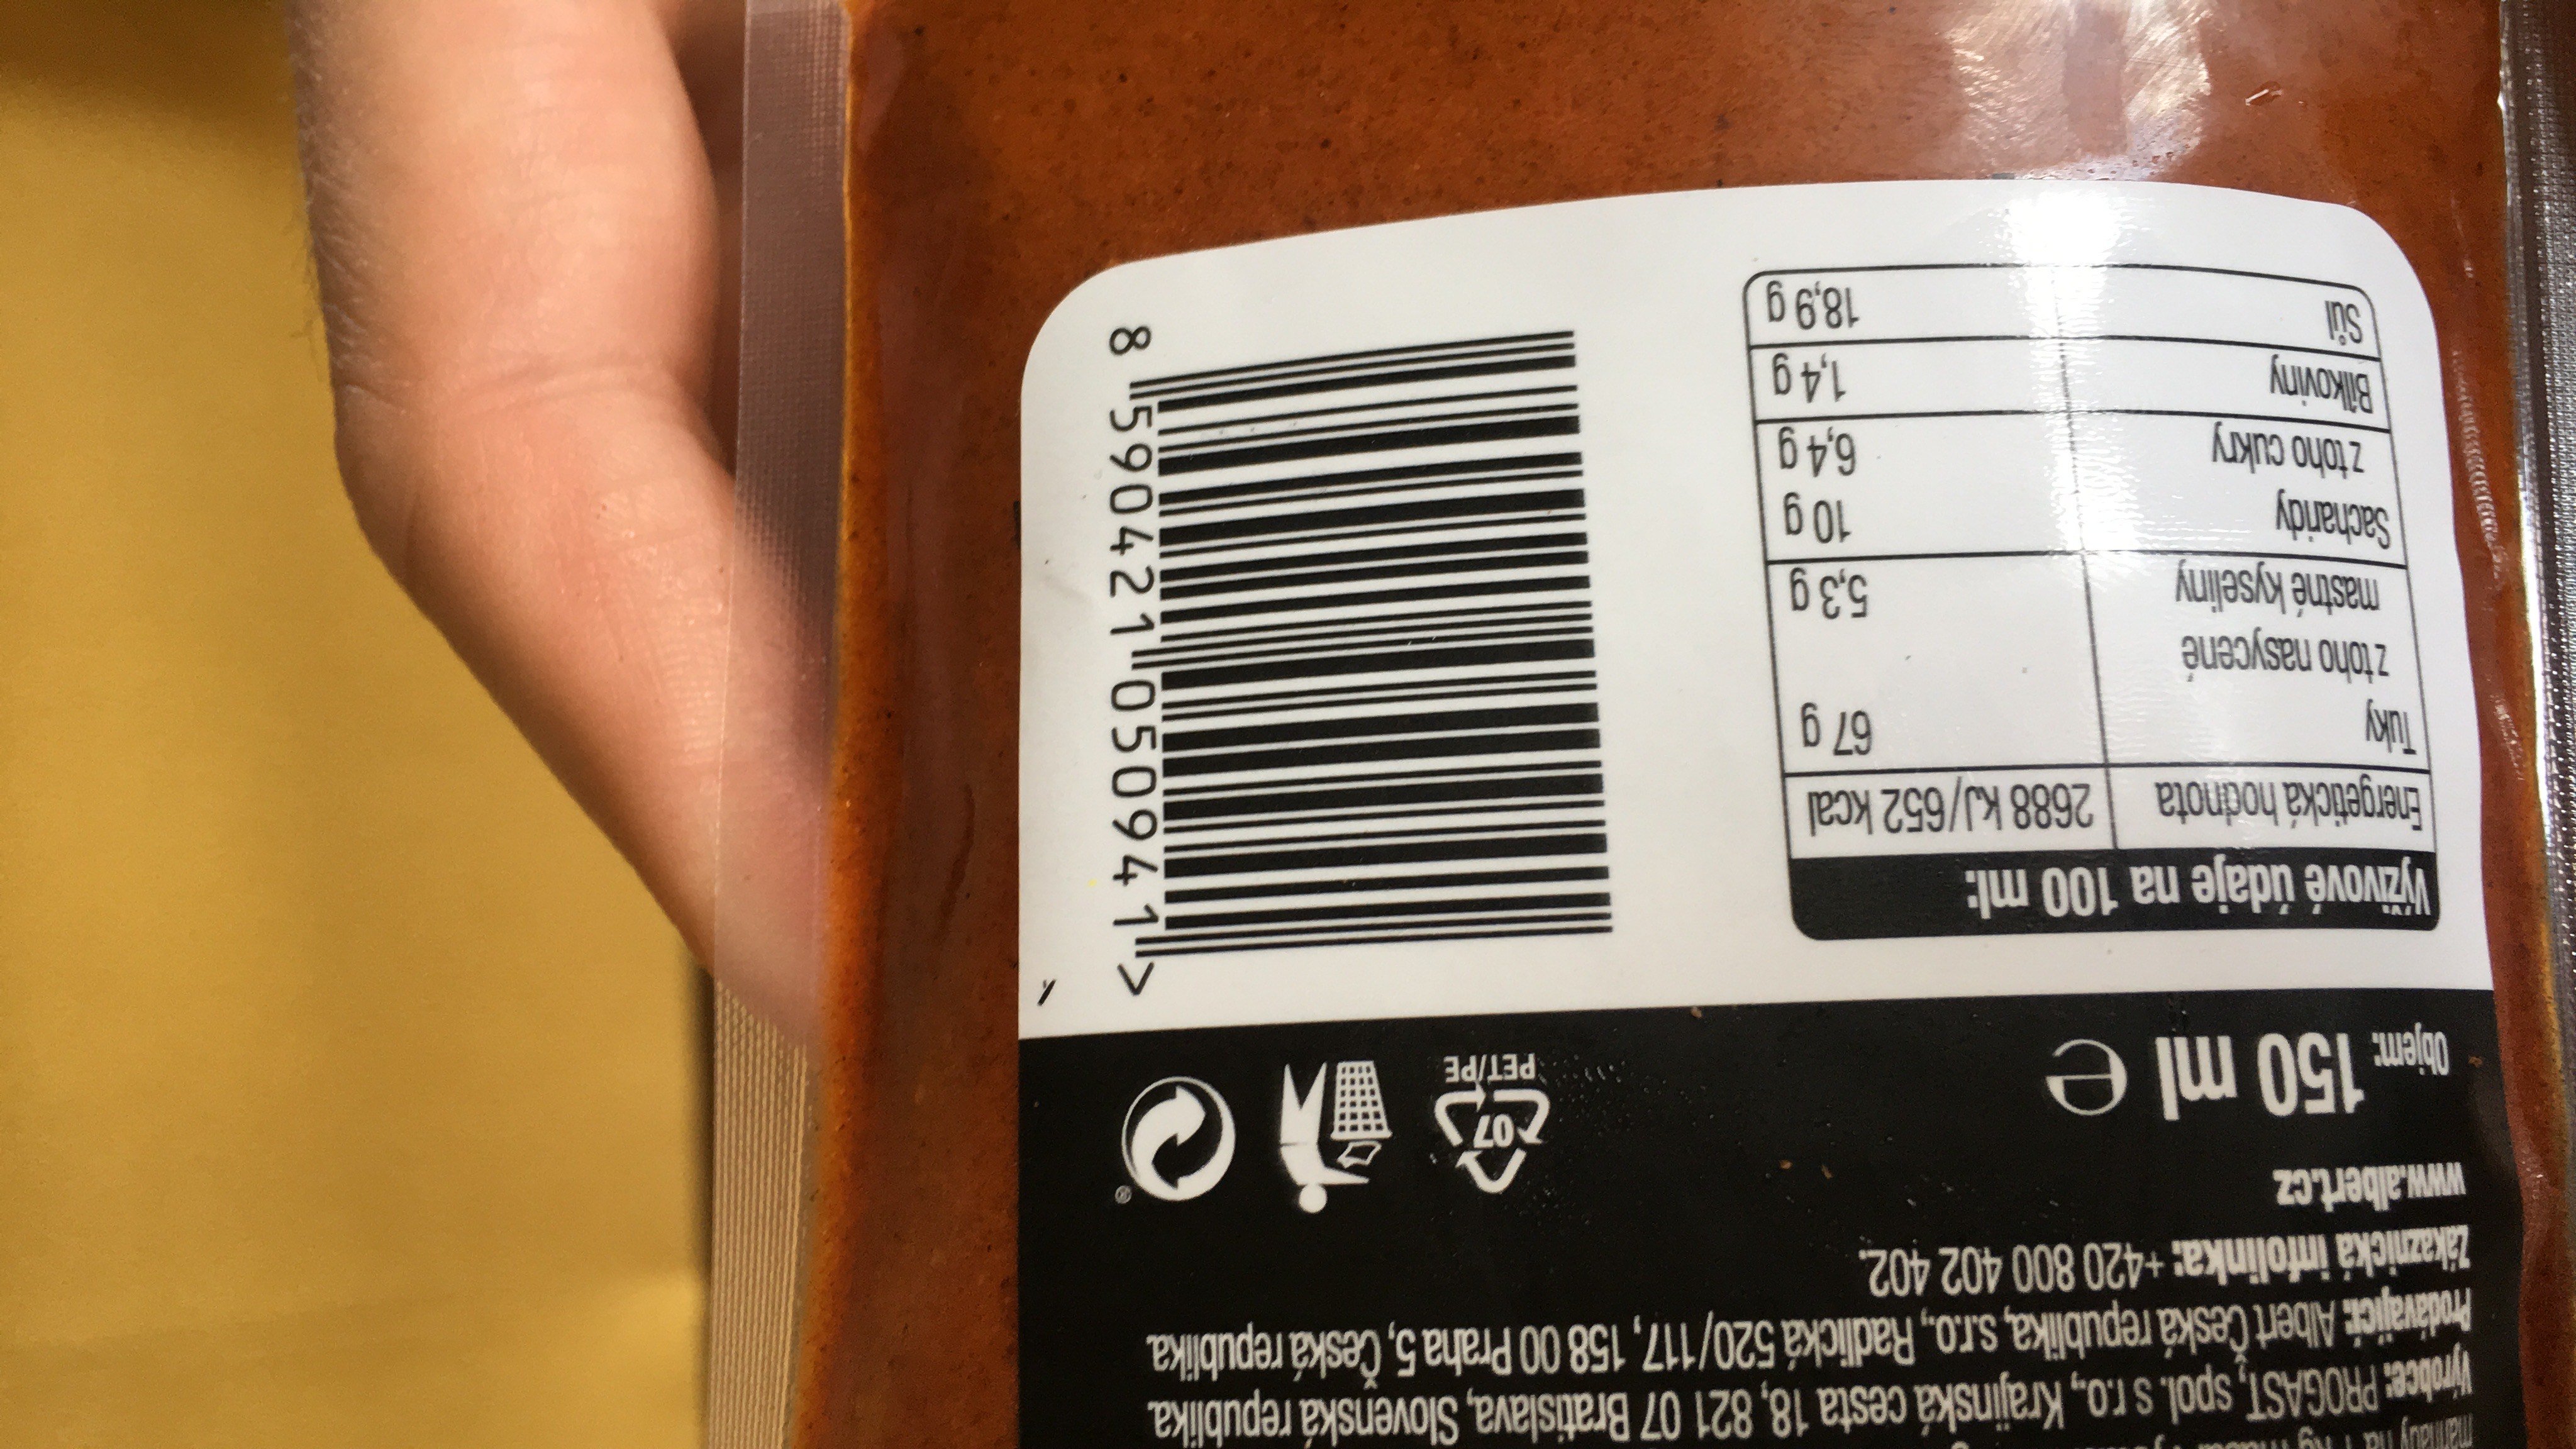 Výrobce: PROGAST, spol. s r.o., Krajinská cesta 18, 821 07 Bratislava, Slovenská republika.
Prodávající: Albert Česká republika, s.r.o., Radlická 520/117, 158 00 Praha 5, Česká republika.
Zákaznická infolinka: +420 800 402 402.
www.albert.cz
Objem: 150 ml ℮
07
PET/PE
®
Výživové údaje na 100 ml:
Energetická hodnota 2688 kJ/652 kcal
Tuky 67 g
z toho nasycené
mastné kyseliny 5,3 g
Sacharidy 10 g
z toho cukry 6,4 g
Bílkoviny 1,4 g
Sůl 18,9 g
8 590421 050941 >